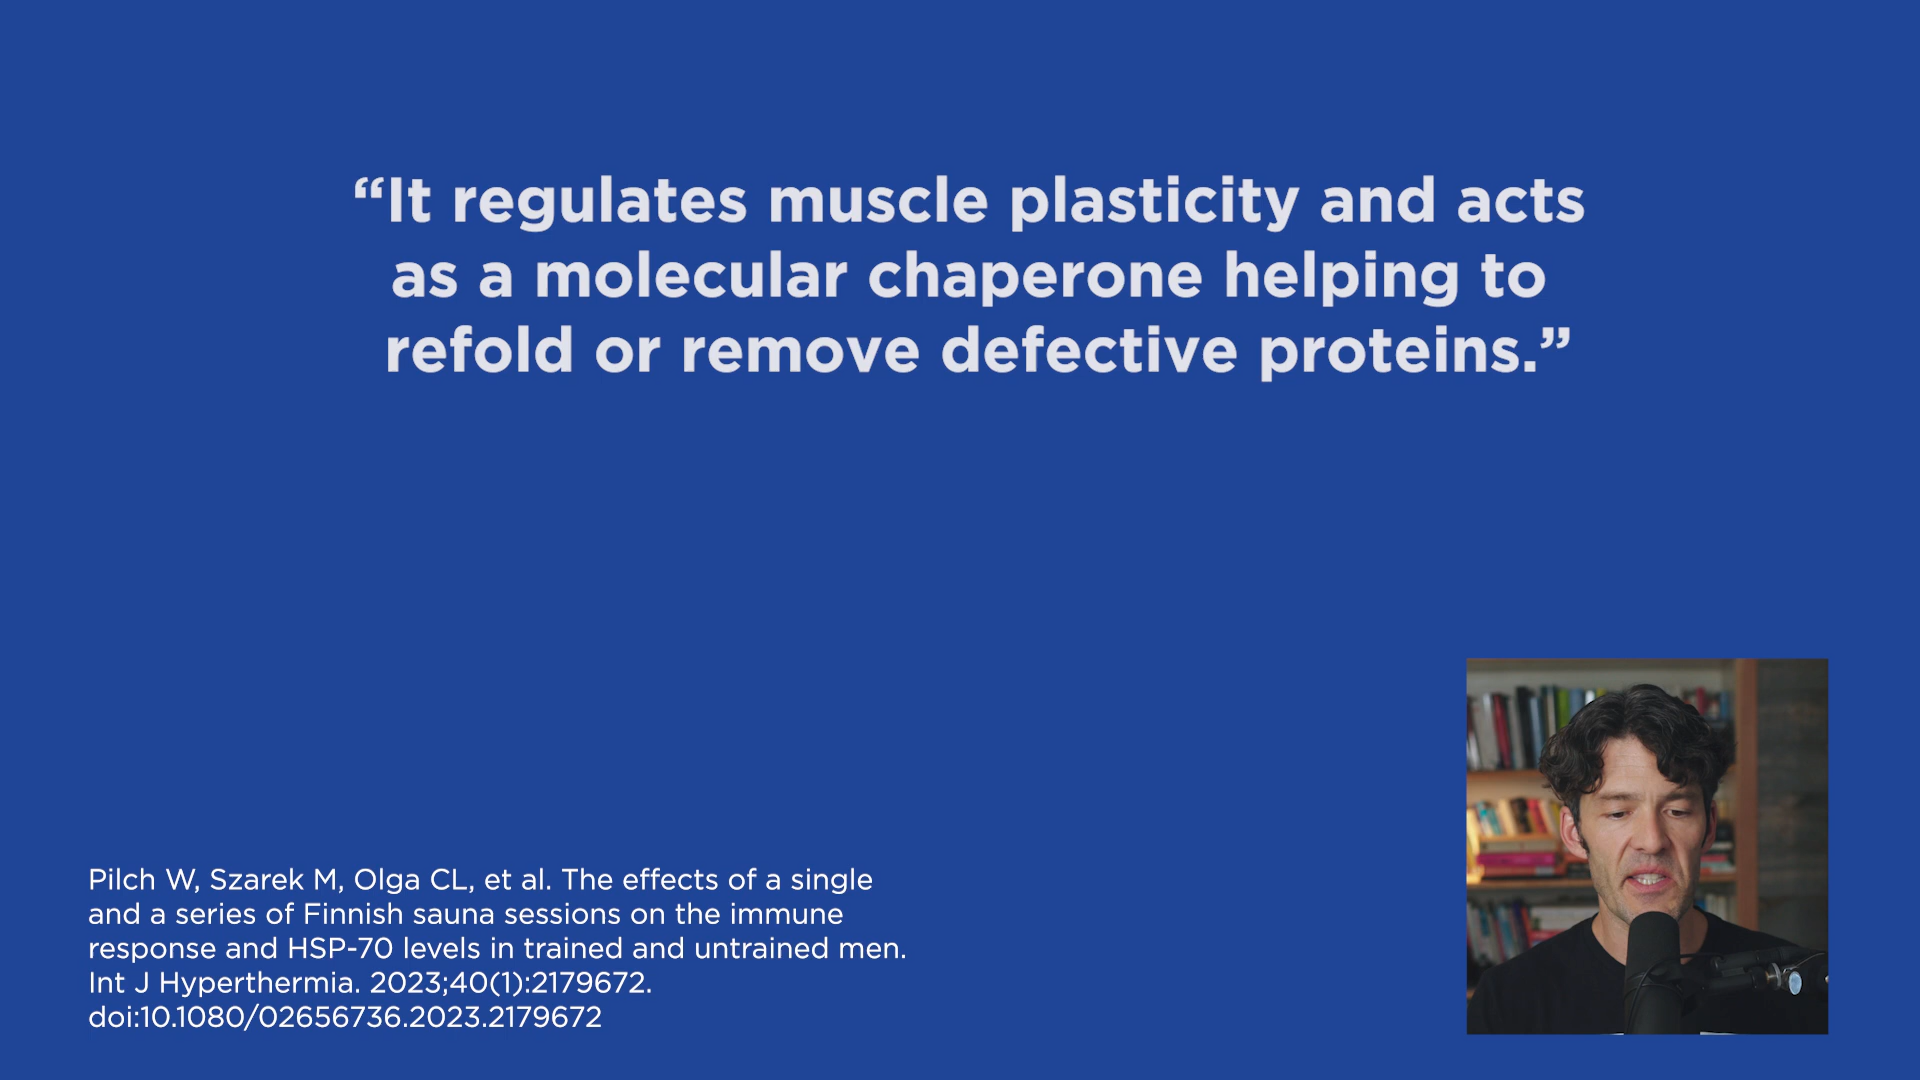 “It regulates muscle plasticity and acts
as a molecular chaperone helping to
refold or remove defective proteins.”
Pilch W, Szarek M, Olga CL, et al. The effects of a single
and a series of Finnish sauna sessions on the immune
response and HSP-70 levels in trained and untrained men.
Int J Hyperthermia. 2023;40(1):2179672.
doi:10.1080/02656736.2023.2179672